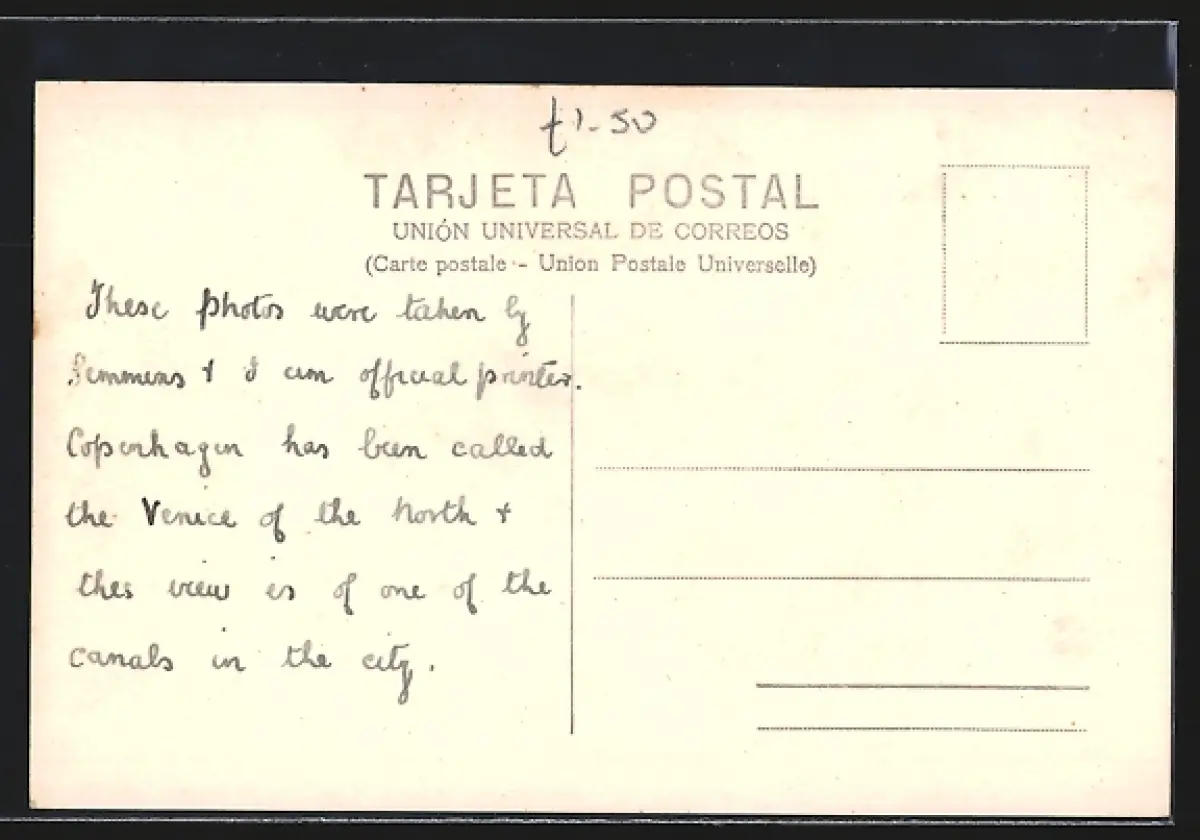 £1-50
TARJETA POSTAL
UNIÓN UNIVERSAL DE CORREOS
(Carte postale - Union Postale Universelle)
These photos were taken by
Semmens + I am official printer.
Copenhagen has been called
the Venice of the North +
this view is of one of the
canals in the city.